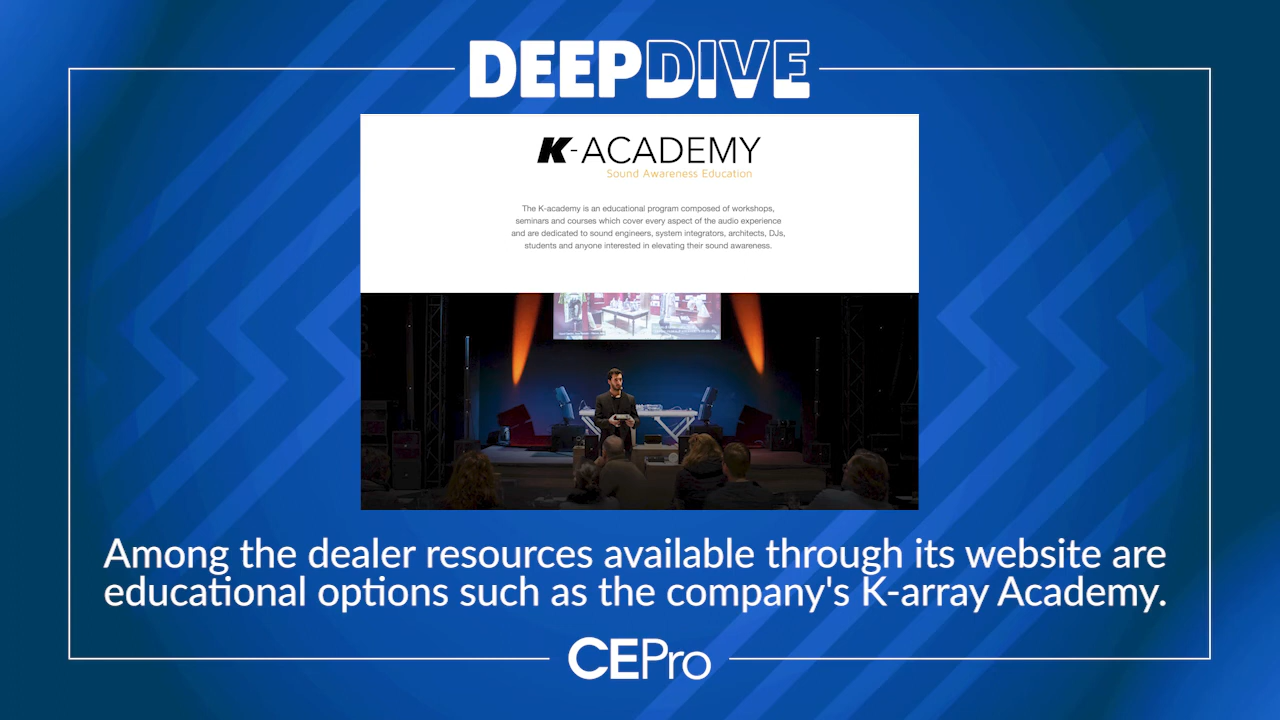 DEEPDIVE
K-ACADEMY
Sound Awareness Education
The K-academy is an educational program composed of workshops,
seminars and courses which cover every aspect of the audio experience
and are dedicated to sound engineers, system integrators, architects, DJs,
students and anyone interested in elevating their sound awareness.
Among the dealer resources available through its website are
educational options such as the company's K-array Academy.
CEPro